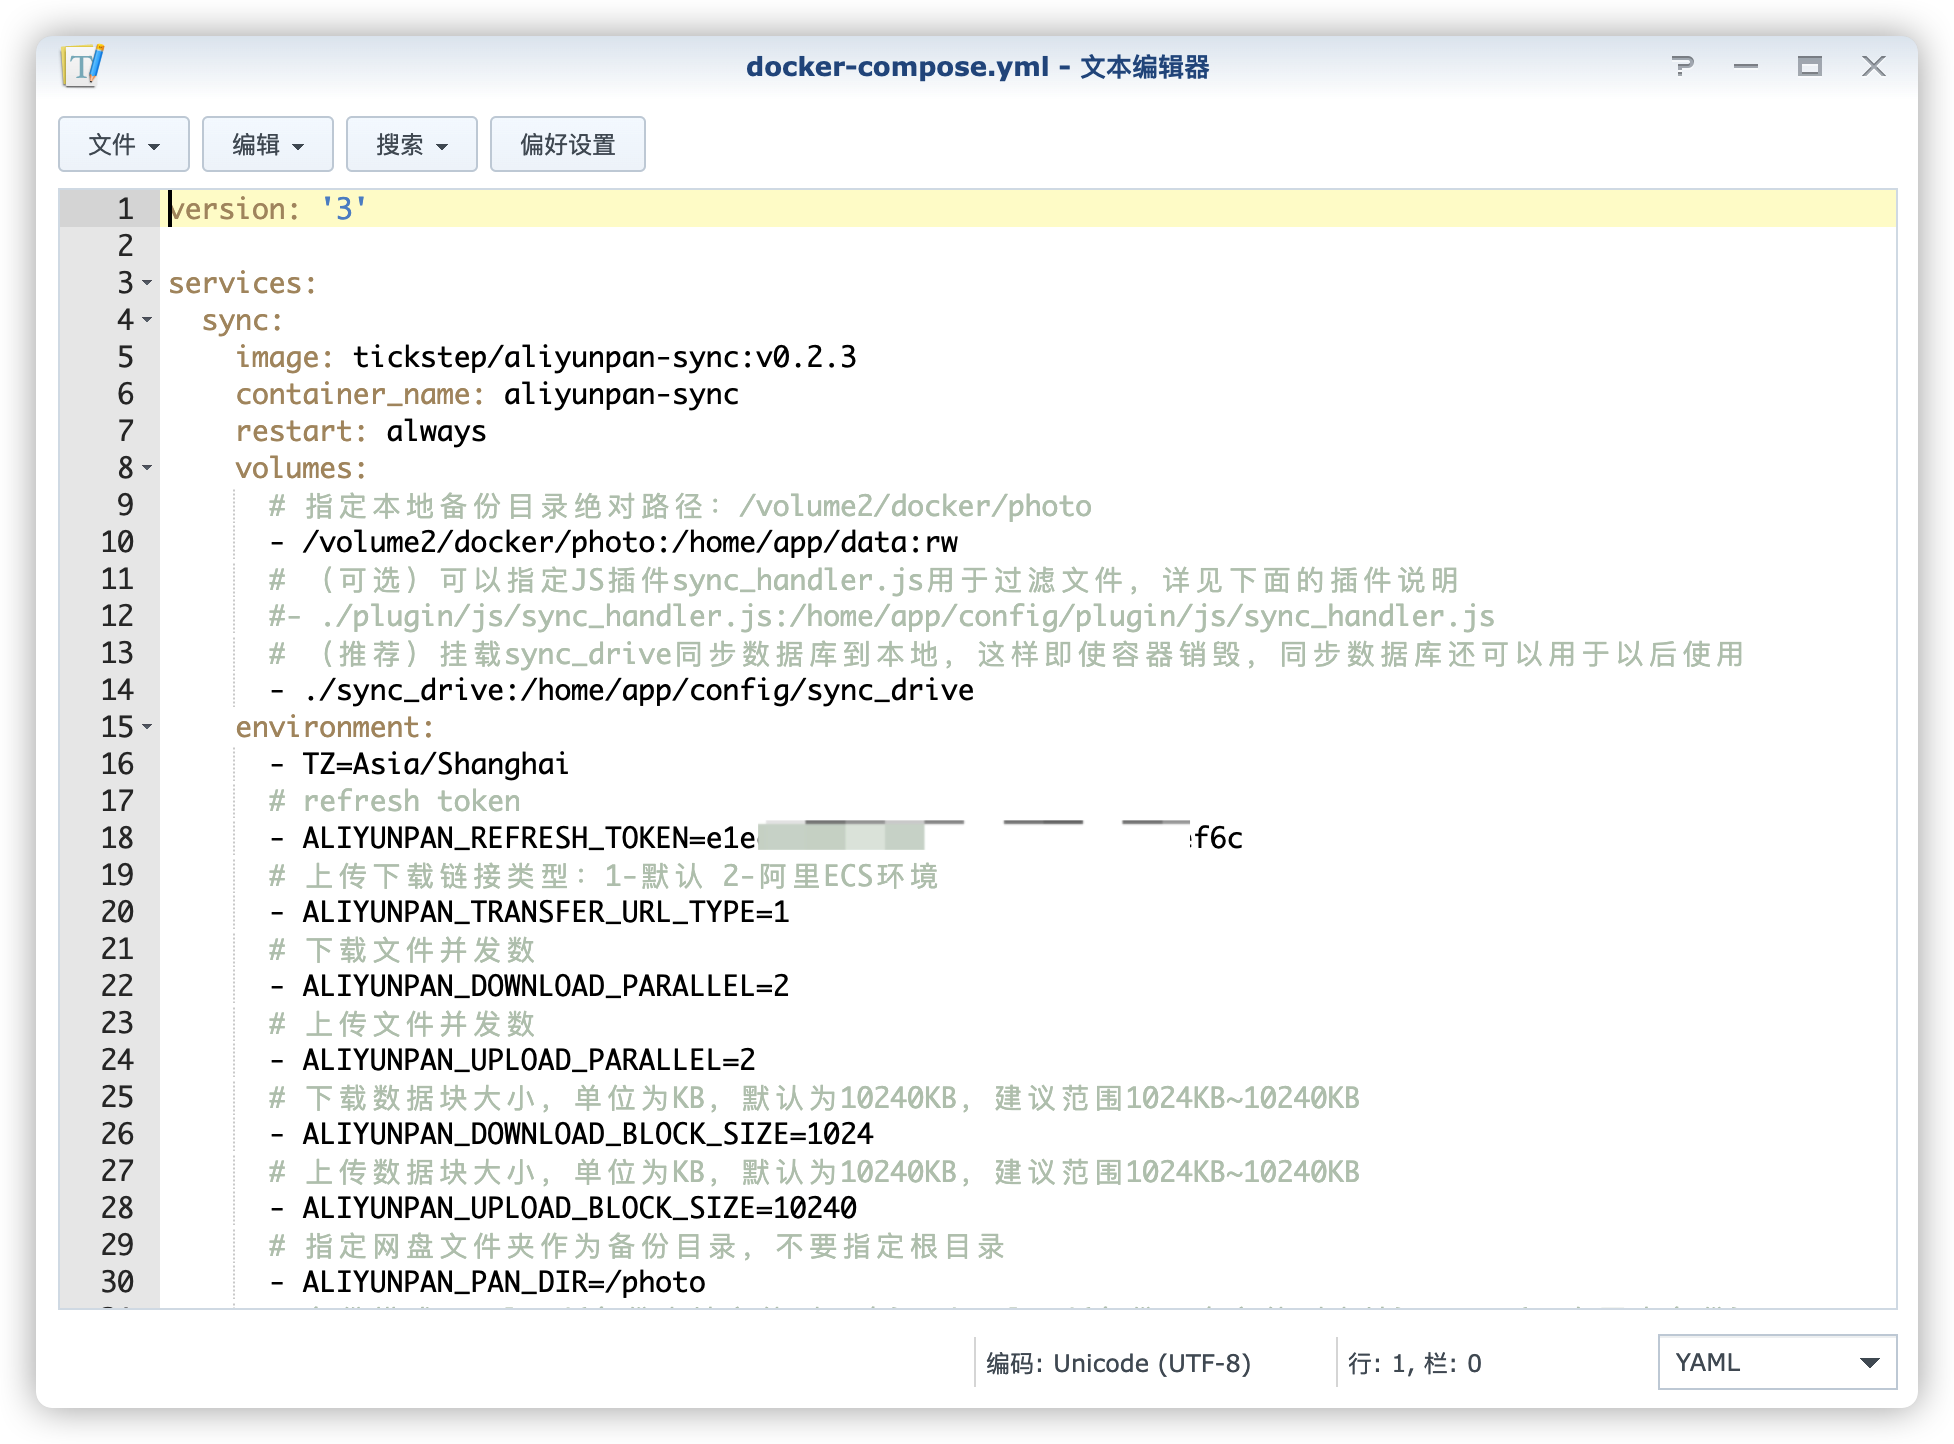 docker-compose.yml - 文本编辑器
文件 编辑 搜索 偏好设置
1 version: '3'
2
3 services:
4 sync:
5 image: tickstep/aliyunpan-sync:v0.2.3
6 container_name: aliyunpan-sync
7 restart: always
8 volumes:
9 # 指定本地备份目录绝对路径：/volume2/docker/photo
10 - /volume2/docker/photo:/home/app/data:rw
11 # （可选）可以指定JS插件sync_handler.js用于过滤文件，详见下面的插件说明
12 #- ./plugin/js/sync_handler.js:/home/app/config/plugin/js/sync_handler.js
13 # （推荐）挂载sync_drive同步数据库到本地，这样即使容器销毁，同步数据库还可以用于以后使用
14 - ./sync_drive:/home/app/config/sync_drive
15 environment:
16 - TZ=Asia/Shanghai
17 # refresh token
18 - ALIYUNPAN_REFRESH_TOKEN=e1e f6c
19 # 上传下载链接类型：1-默认 2-阿里ECS环境
20 - ALIYUNPAN_TRANSFER_URL_TYPE=1
21 # 下载文件并发数
22 - ALIYUNPAN_DOWNLOAD_PARALLEL=2
23 # 上传文件并发数
24 - ALIYUNPAN_UPLOAD_PARALLEL=2
25 # 下载数据块大小，单位为KB，默认为10240KB，建议范围1024KB~10240KB
26 - ALIYUNPAN_DOWNLOAD_BLOCK_SIZE=1024
27 # 上传数据块大小，单位为KB，默认为10240KB，建议范围1024KB~10240KB
28 - ALIYUNPAN_UPLOAD_BLOCK_SIZE=10240
29 # 指定网盘文件夹作为备份目录，不要指定根目录
30 - ALIYUNPAN_PAN_DIR=/photo
编码: Unicode (UTF-8) 行: 1, 栏: 0 YAML